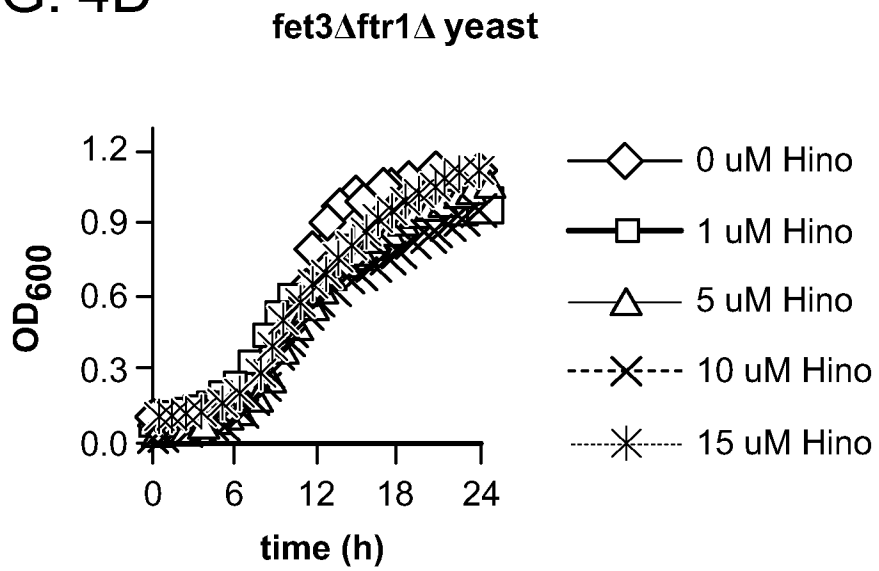 G. 4D
fet3Δftr1Δ yeast
1.2
0.9
0.6
0.3
0.0
OD600
0 6 12 18 24
time (h)
0 uM Hino
1 uM Hino
5 uM Hino
10 uM Hino
15 uM Hino